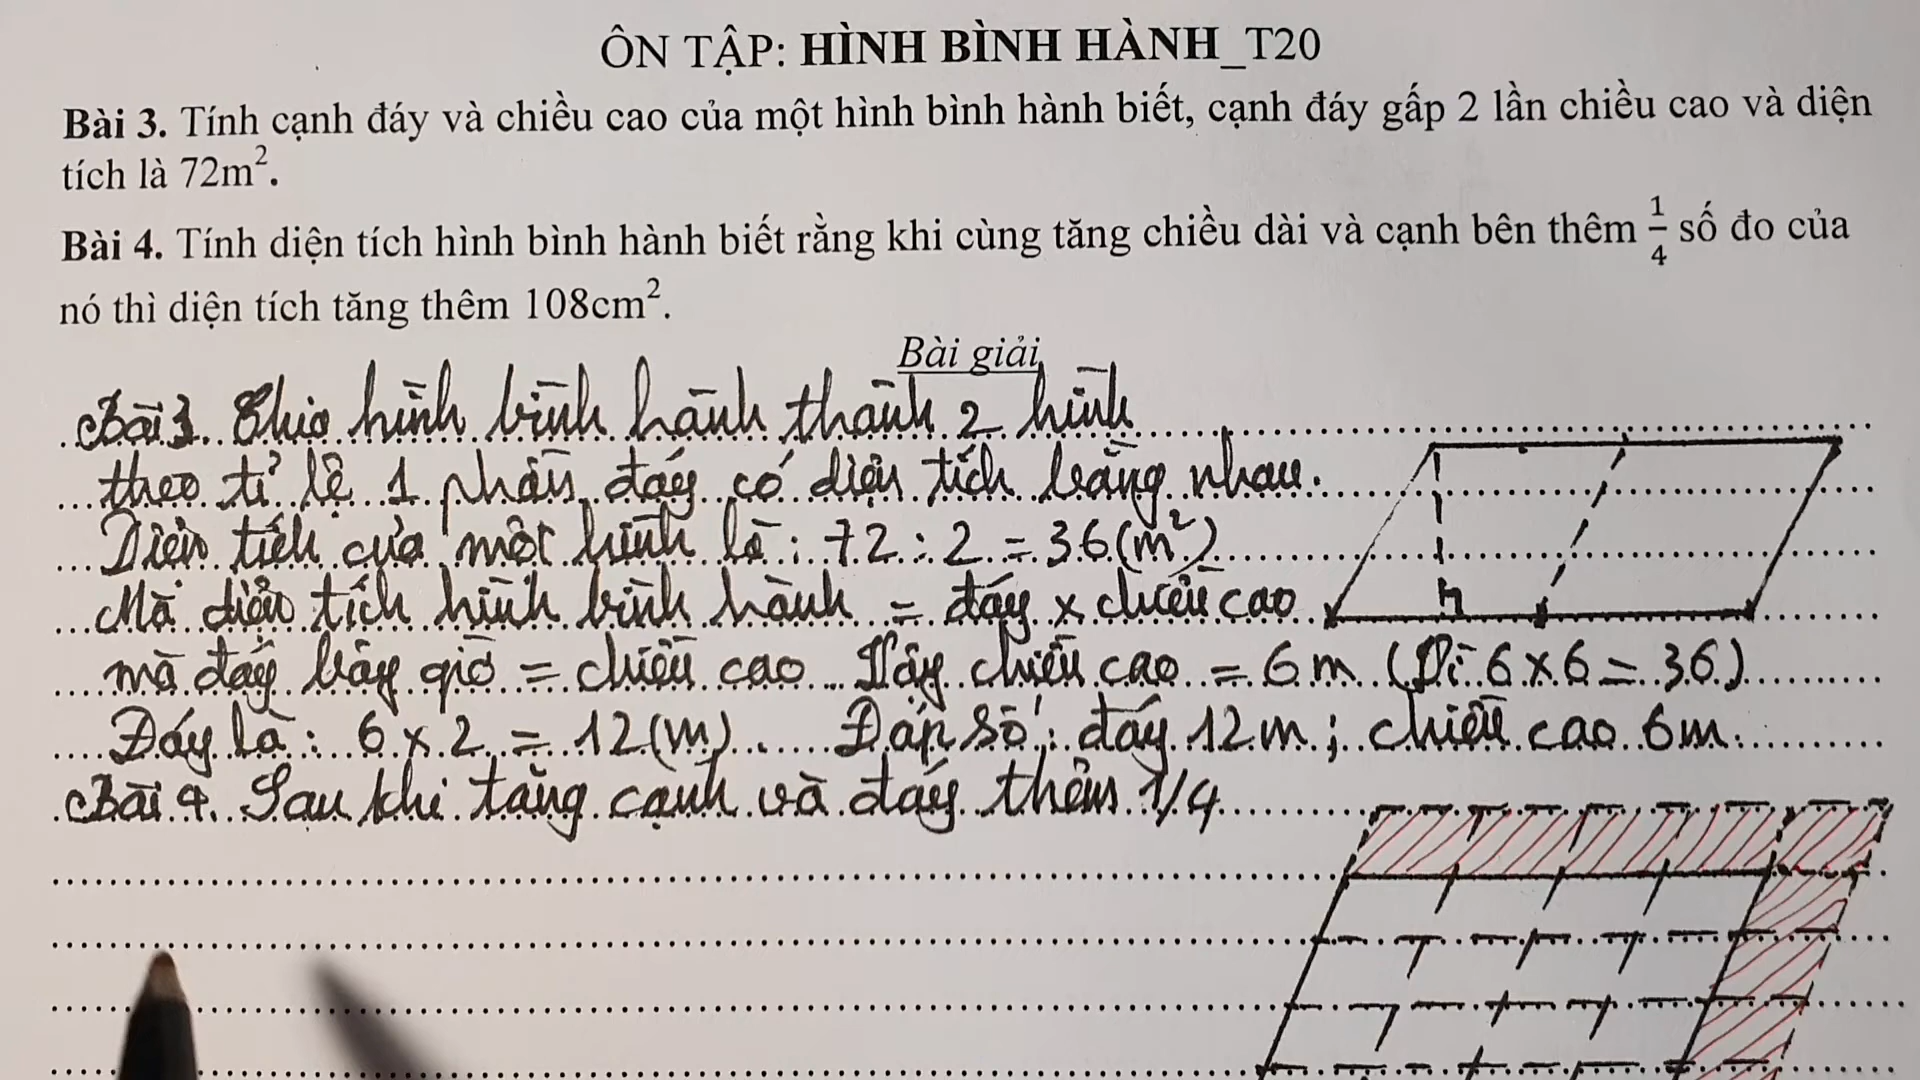 ÔN TẬP: HÌNH BÌNH HÀNH_T20
Bài 3. Tính cạnh đáy và chiều cao của một hình bình hành biết, cạnh đáy gấp 2 lần chiều cao và diện
tích là 72m².
Bài 4. Tính diện tích hình bình hành biết rằng khi cùng tăng chiều dài và cạnh bên thêm 1/4 số đo của
nó thì diện tích tăng thêm 108cm².
Bài giải
Bài 3. Chia hình bình hành thành 2 hình
theo tỉ lệ 1 phần đáy có diện tích bằng nhau.
Diện tích của một hình là: 72 : 2 = 36 (m²)
Mà diện tích hình bình hành = đáy x chiều cao
mà đáy bây giờ = chiều cao. Vậy chiều cao = 6 m (Vì 6 x 6 = 36)
Đáy là: 6 x 2 = 12 (m) Đáp số: đáy 12 m; chiều cao 6m.
Bài 4. Sau khi tăng cạnh và đáy thêm 1/4